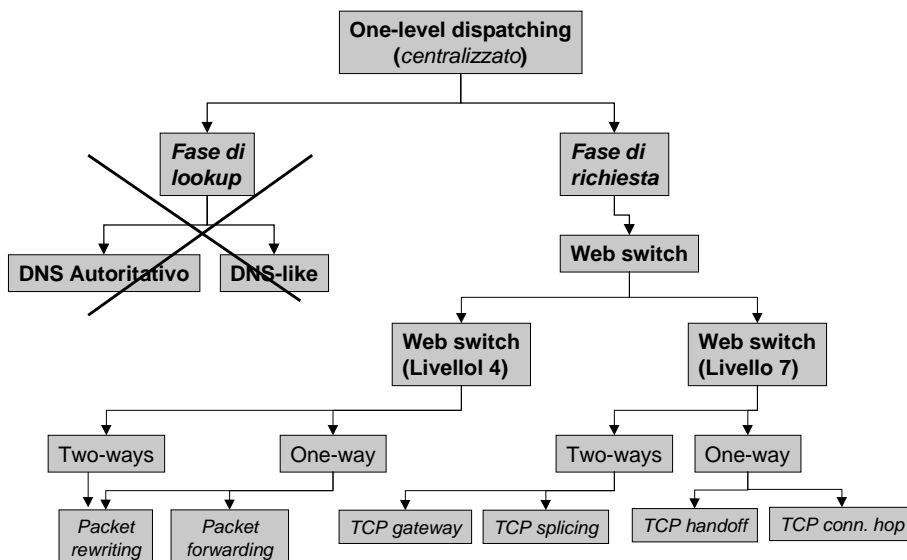 One-level dispatching
(centralizzato)
Fase di
lookup
Fase di
richiesta
DNS Autoritativo
DNS-like
Web switch
Web switch
(Livellol 4)
Web switch
(Livello 7)
Two-ways
One-way
Two-ways
One-way
Packet
rewriting
Packet
forwarding
TCP gateway
TCP splicing
TCP handoff
TCP conn. hop